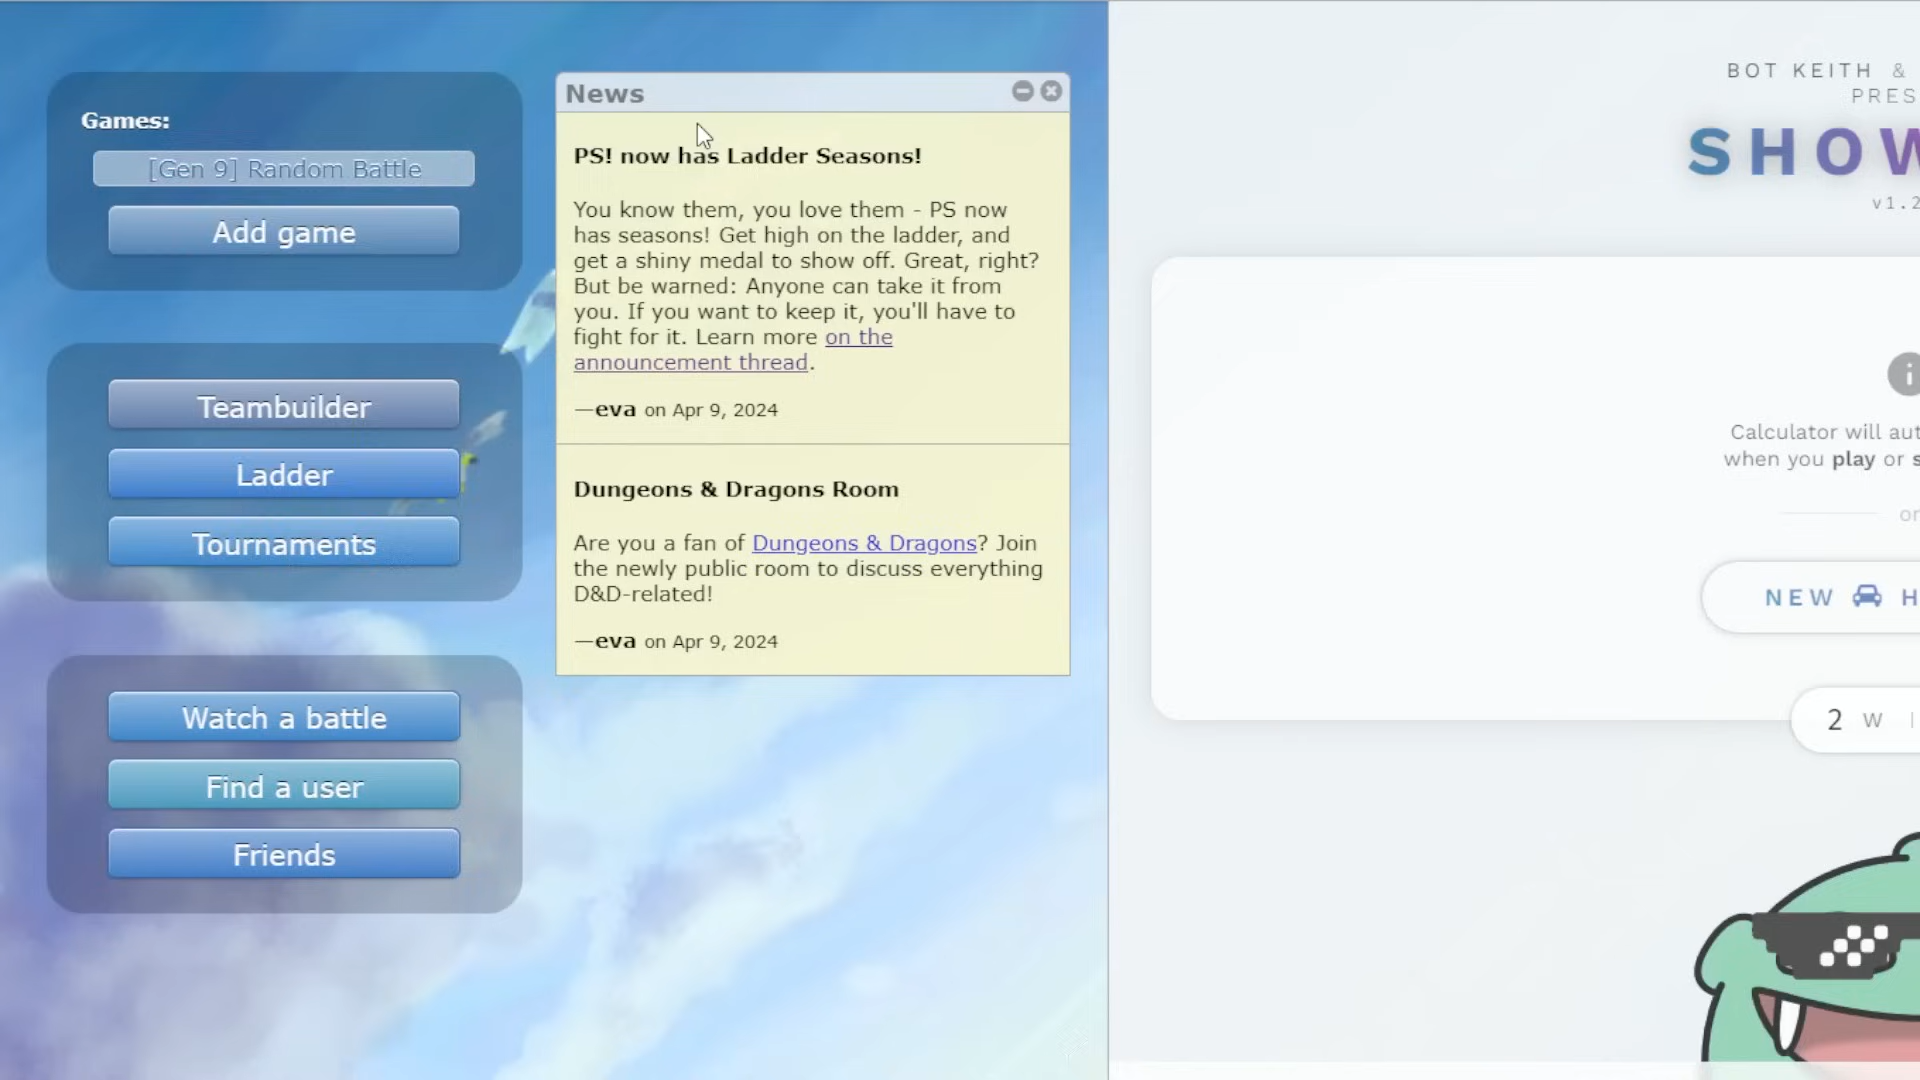 Games:
[Gen 9] Random Battle
Add game
Teambuilder
Ladder
Tournaments
Watch a battle
Find a user
Friends
News
PS! now has Ladder Seasons!
You know them, you love them - PS now
has seasons! Get high on the ladder, and
get a shiny medal to show off. Great, right?
But be warned: Anyone can take it from
you. If you want to keep it, you'll have to
fight for it. Learn more on the
announcement thread.
—eva on Apr 9, 2024
Dungeons & Dragons Room
Are you a fan of Dungeons & Dragons? Join
the newly public room to discuss everything
D&D-related!
—eva on Apr 9, 2024
BOT KEITH &
PRES
SHOW
v1.2
Calculator will aut
when you play or s
or
NEW H
2 W I